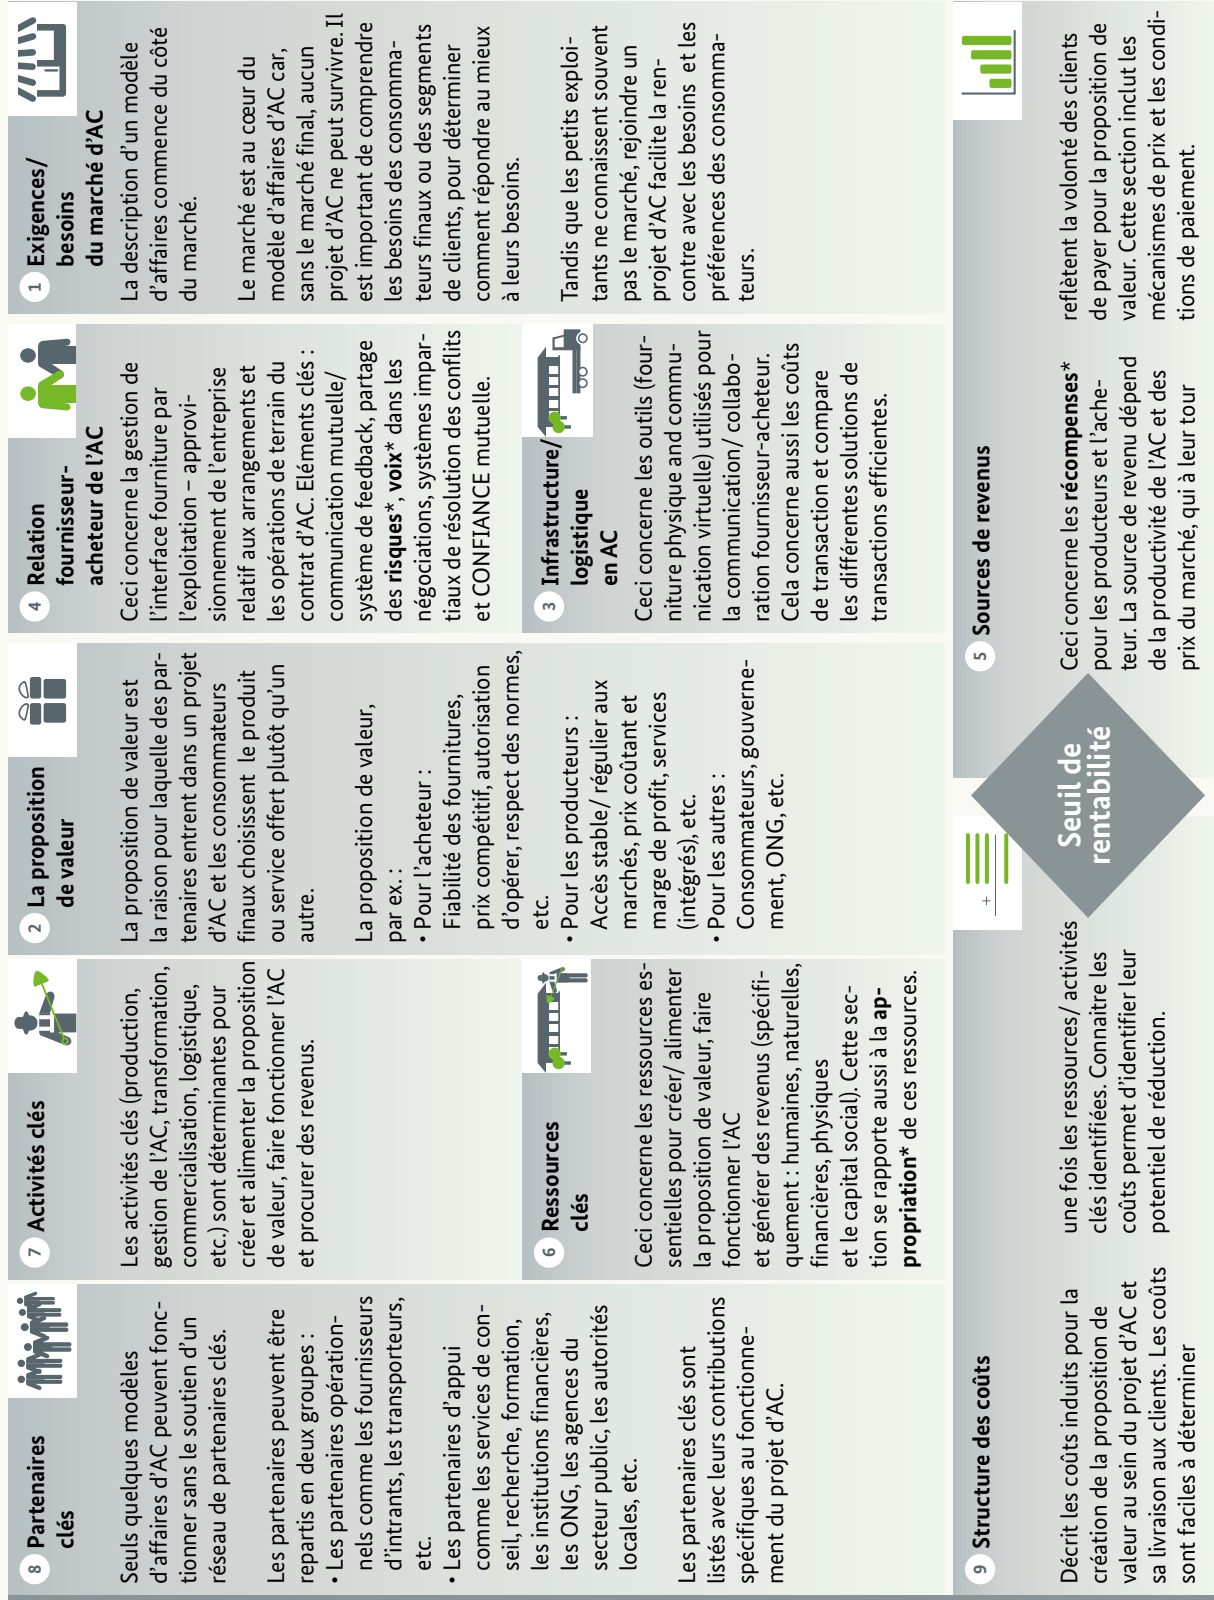 8 Partenaires
clés
Seuls quelques modèles
d'affaires d'AC peuvent fonc-
tionner sans le soutien d'un
réseau de partenaires clés.
Les partenaires peuvent être
repartis en deux groupes :
• Les partenaires opération-
nels comme les fournisseurs
d'intrants, les transporteurs,
etc.
• Les partenaires d'appui
comme les services de con-
seil, recherche, formation,
les institutions financières,
les ONG, les agences du
secteur public, les autorités
locales, etc.
Les partenaires clés sont
listés avec leurs contributions
spécifiques au fonctionne-
ment du projet d'AC.
7 Activités clés
Les activités clés (production,
gestion de l'AC, transformation,
commercialisation, logistique,
etc.) sont déterminantes pour
créer et alimenter la proposition
de valeur, faire fonctionner l'AC
et procurer des revenus.
6 Ressources
clés
Ceci concerne les ressources es-
sentielles pour créer/ alimenter
la proposition de valeur, faire
fonctionner l'AC
et générer des revenus (spécifi-
quement : humaines, naturelles,
financières, physiques
et le capital social). Cette sec-
tion se rapporte aussi à la ap-
propriation* de ces ressources.
2 La proposition
de valeur
La proposition de valeur est
la raison pour laquelle des par-
tenaires entrent dans un projet
d'AC et les consommateurs
finaux choisissent le produit
ou service offert plutôt qu'un
autre.
La proposition de valeur,
par ex. :
• Pour l'acheteur :
Fiabilité des fournitures,
prix compétitif, autorisation
d'opérer, respect des normes,
etc.
• Pour les producteurs :
Accès stable/ régulier aux
marchés, prix coûtant et
marge de profit, services
(intégrés), etc.
• Pour les autres :
Consommateurs, gouverne-
ment, ONG, etc.
4 Relation
fournisseur-
acheteur de l'AC
Ceci concerne la gestion de
l'interface fourniture par
l'exploitation – approvi-
sionnement de l'entreprise
relatif aux arrangements et
les opérations de terrain du
contrat d'AC. Eléments clés :
communication mutuelle/
système de feedback, partage
des risques*, voix* dans les
négociations, systèmes impar-
tiaux de résolution des conflits
et CONFIANCE mutuelle.
3 Infrastructure/
logistique
en AC
Ceci concerne les outils (four-
niture physique and commu-
nication virtuelle) utilisés pour
la communication/ collabo-
ration fournisseur-acheteur.
Cela concerne aussi les coûts
de transaction et compare
les différentes solutions de
transactions efficientes.
1 Exigences/
besoins
du marché d'AC
La description d'un modèle
d'affaires commence du côté
du marché.
Le marché est au cœur du
modèle d'affaires d'AC car,
sans le marché final, aucun
projet d'AC ne peut survivre. Il
est important de comprendre
les besoins des consomma-
teurs finaux ou des segments
de clients, pour déterminer
comment répondre au mieux
à leurs besoins.
Tandis que les petits exploi-
tants ne connaissent souvent
pas le marché, rejoindre un
projet d'AC facilite la ren-
contre avec les besoins et les
préférences des consomma-
teurs.
9 Structure des coûts
Décrit les coûts induits pour la
création de la proposition de
valeur au sein du projet d'AC et
sa livraison aux clients. Les coûts
sont faciles à déterminer
une fois les ressources/ activités
clés identifiées. Connaitre les
coûts permet d'identifier leur
potentiel de réduction.
Seuil de
rentabilité
5 Sources de revenus
Ceci concerne les récompenses*
pour les producteurs et l'ache-
teur. La source de revenu dépend
de la productivité de l'AC et des
prix du marché, qui à leur tour
reflètent la volonté des clients
de payer pour la proposition de
valeur. Cette section inclut les
mécanismes de prix et les condi-
tions de paiement.